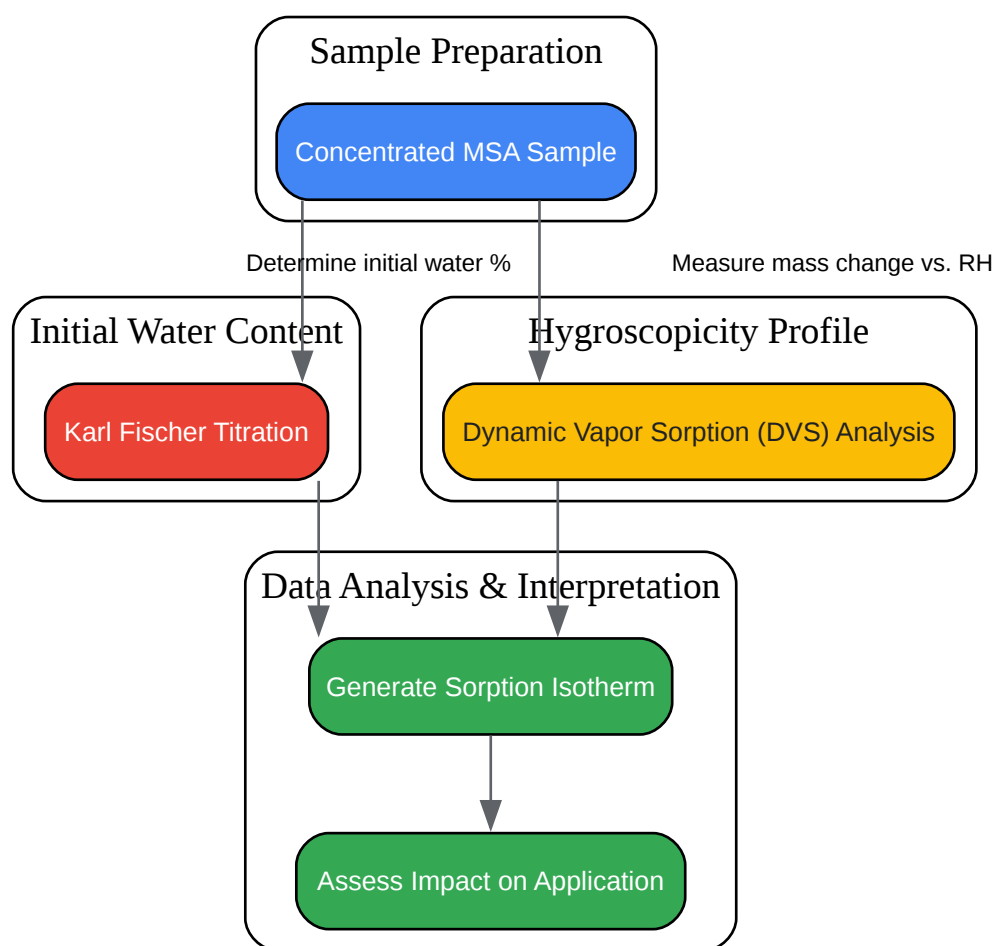 Sample Preparation
Concentrated MSA Sample
Determine initial water %
Measure mass change vs. RH
Initial Water Content
Hygroscopicity Profile
Karl Fischer Titration
Dynamic Vapor Sorption (DVS) Analysis
Data Analysis & Interpretation
Generate Sorption Isotherm
Assess Impact on Application